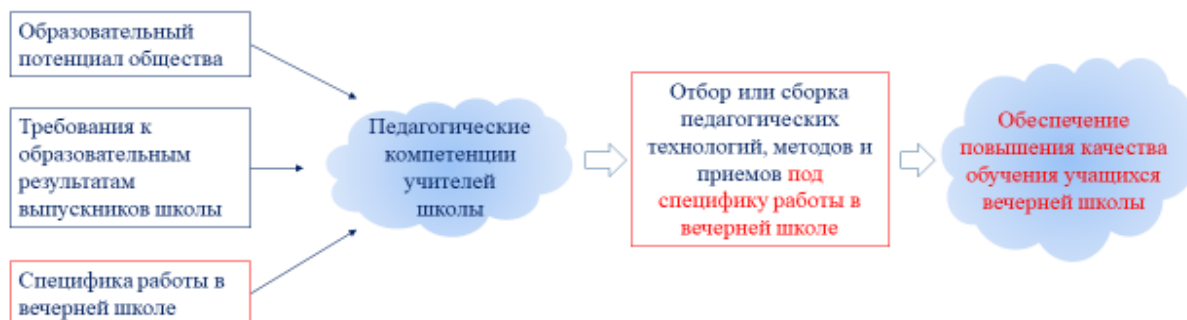 Образовательный
потенциал общества
Требования к
образовательным
результатам
выпускников школы
Специфика работы в
вечерней школе
Педагогические
компетенции
учителей
школы
Отбор или сборка
педагогических
технологий, методов и
приемов под
специфику работы в
вечерней школе
Обеспечение
повышения качества
обучения учащихся
вечерней школы